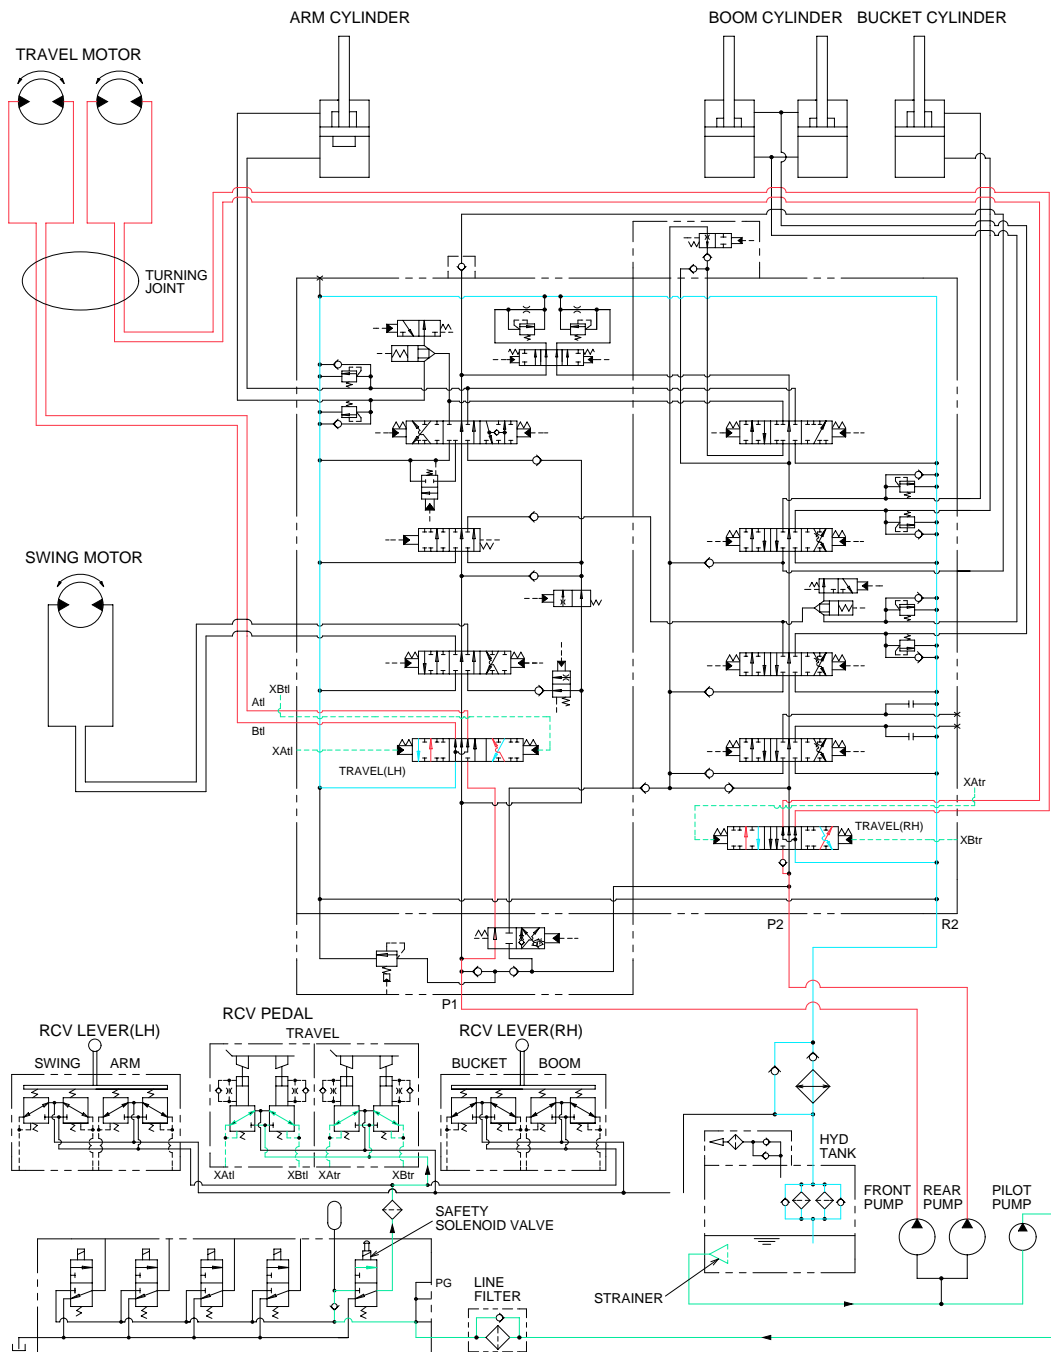 ARM CYLINDER
BOOM CYLINDER
BUCKET CYLINDER
TRAVEL MOTOR
TURNING
JOINT
SWING MOTOR
XBtl
Atl
Btl
XAtl
TRAVEL(LH)
XAtr
TRAVEL(RH)
XBtr
P2
R2
P1
RCV LEVER(LH)
SWING
ARM
RCV PEDAL
TRAVEL
RCV LEVER(RH)
BUCKET
BOOM
XAtl
XBtl
XAtr
XBtr
HYD
TANK
FRONT
PUMP
REAR
PUMP
PILOT
PUMP
SAFETY
SOLENOID VALVE
PG
LINE
FILTER
STRAINER